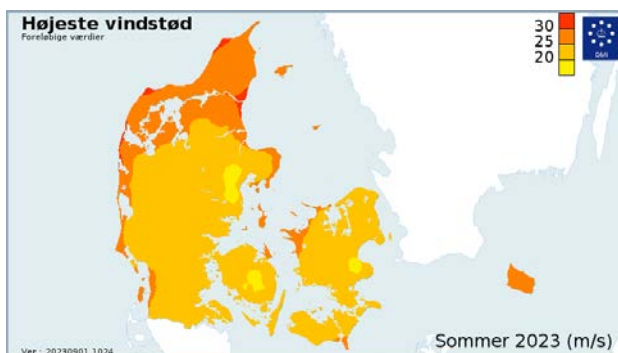 Højeste vindstød
Foreløbige værdier
30
25
20
DMI
Sommer 2023 (m/s)
Ver.: 20230901 1024